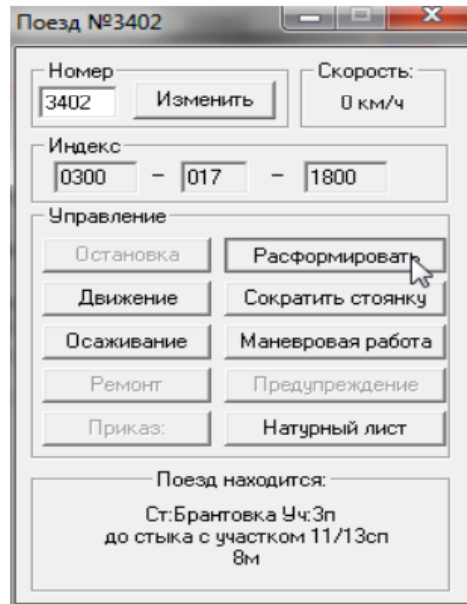 Поезд №3402
Номер
3402 Изменить
Скорость:
0 км/ч
Индекс
0300 - 017 - 1800
Управление
Остановка Расформировать
Движение Сократить стоянку
Осаживание Маневровая работа
Ремонт Предупреждение
Приказ: Натурный лист
Поезд находится:
Ст:Брантовка Уч:3п
до стыка с участком 11/13сп
8м